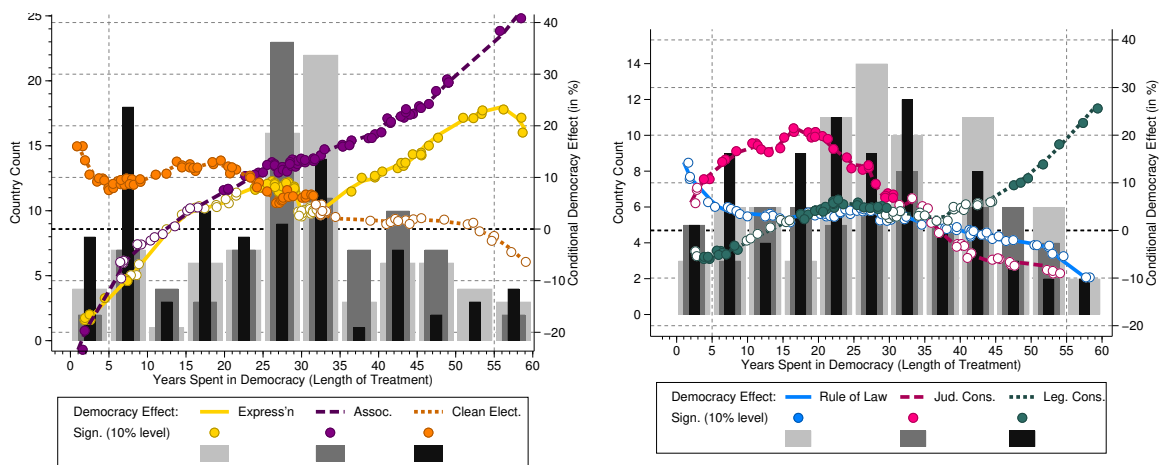 25
20
15
10
5
0
Country Count
40
30
20
10
0
−10
−20
Conditional Democracy Effect (in %)
0 5 10 15 20 25 30 35 40 45 50 55 60
Years Spent in Democracy (Length of Treatment)
Democracy Effect: Express'n Assoc. Clean Elect.
Sign. (10% level)
14
12
10
8
6
4
2
0
Country Count
40
30
20
10
0
−10
−20
Conditional Democracy Effect (in %)
0 5 10 15 20 25 30 35 40 45 50 55 60
Years Spent in Democracy (Length of Treatment)
Democracy Effect: Rule of Law Jud. Cons. Leg. Cons.
Sign. (10% level)